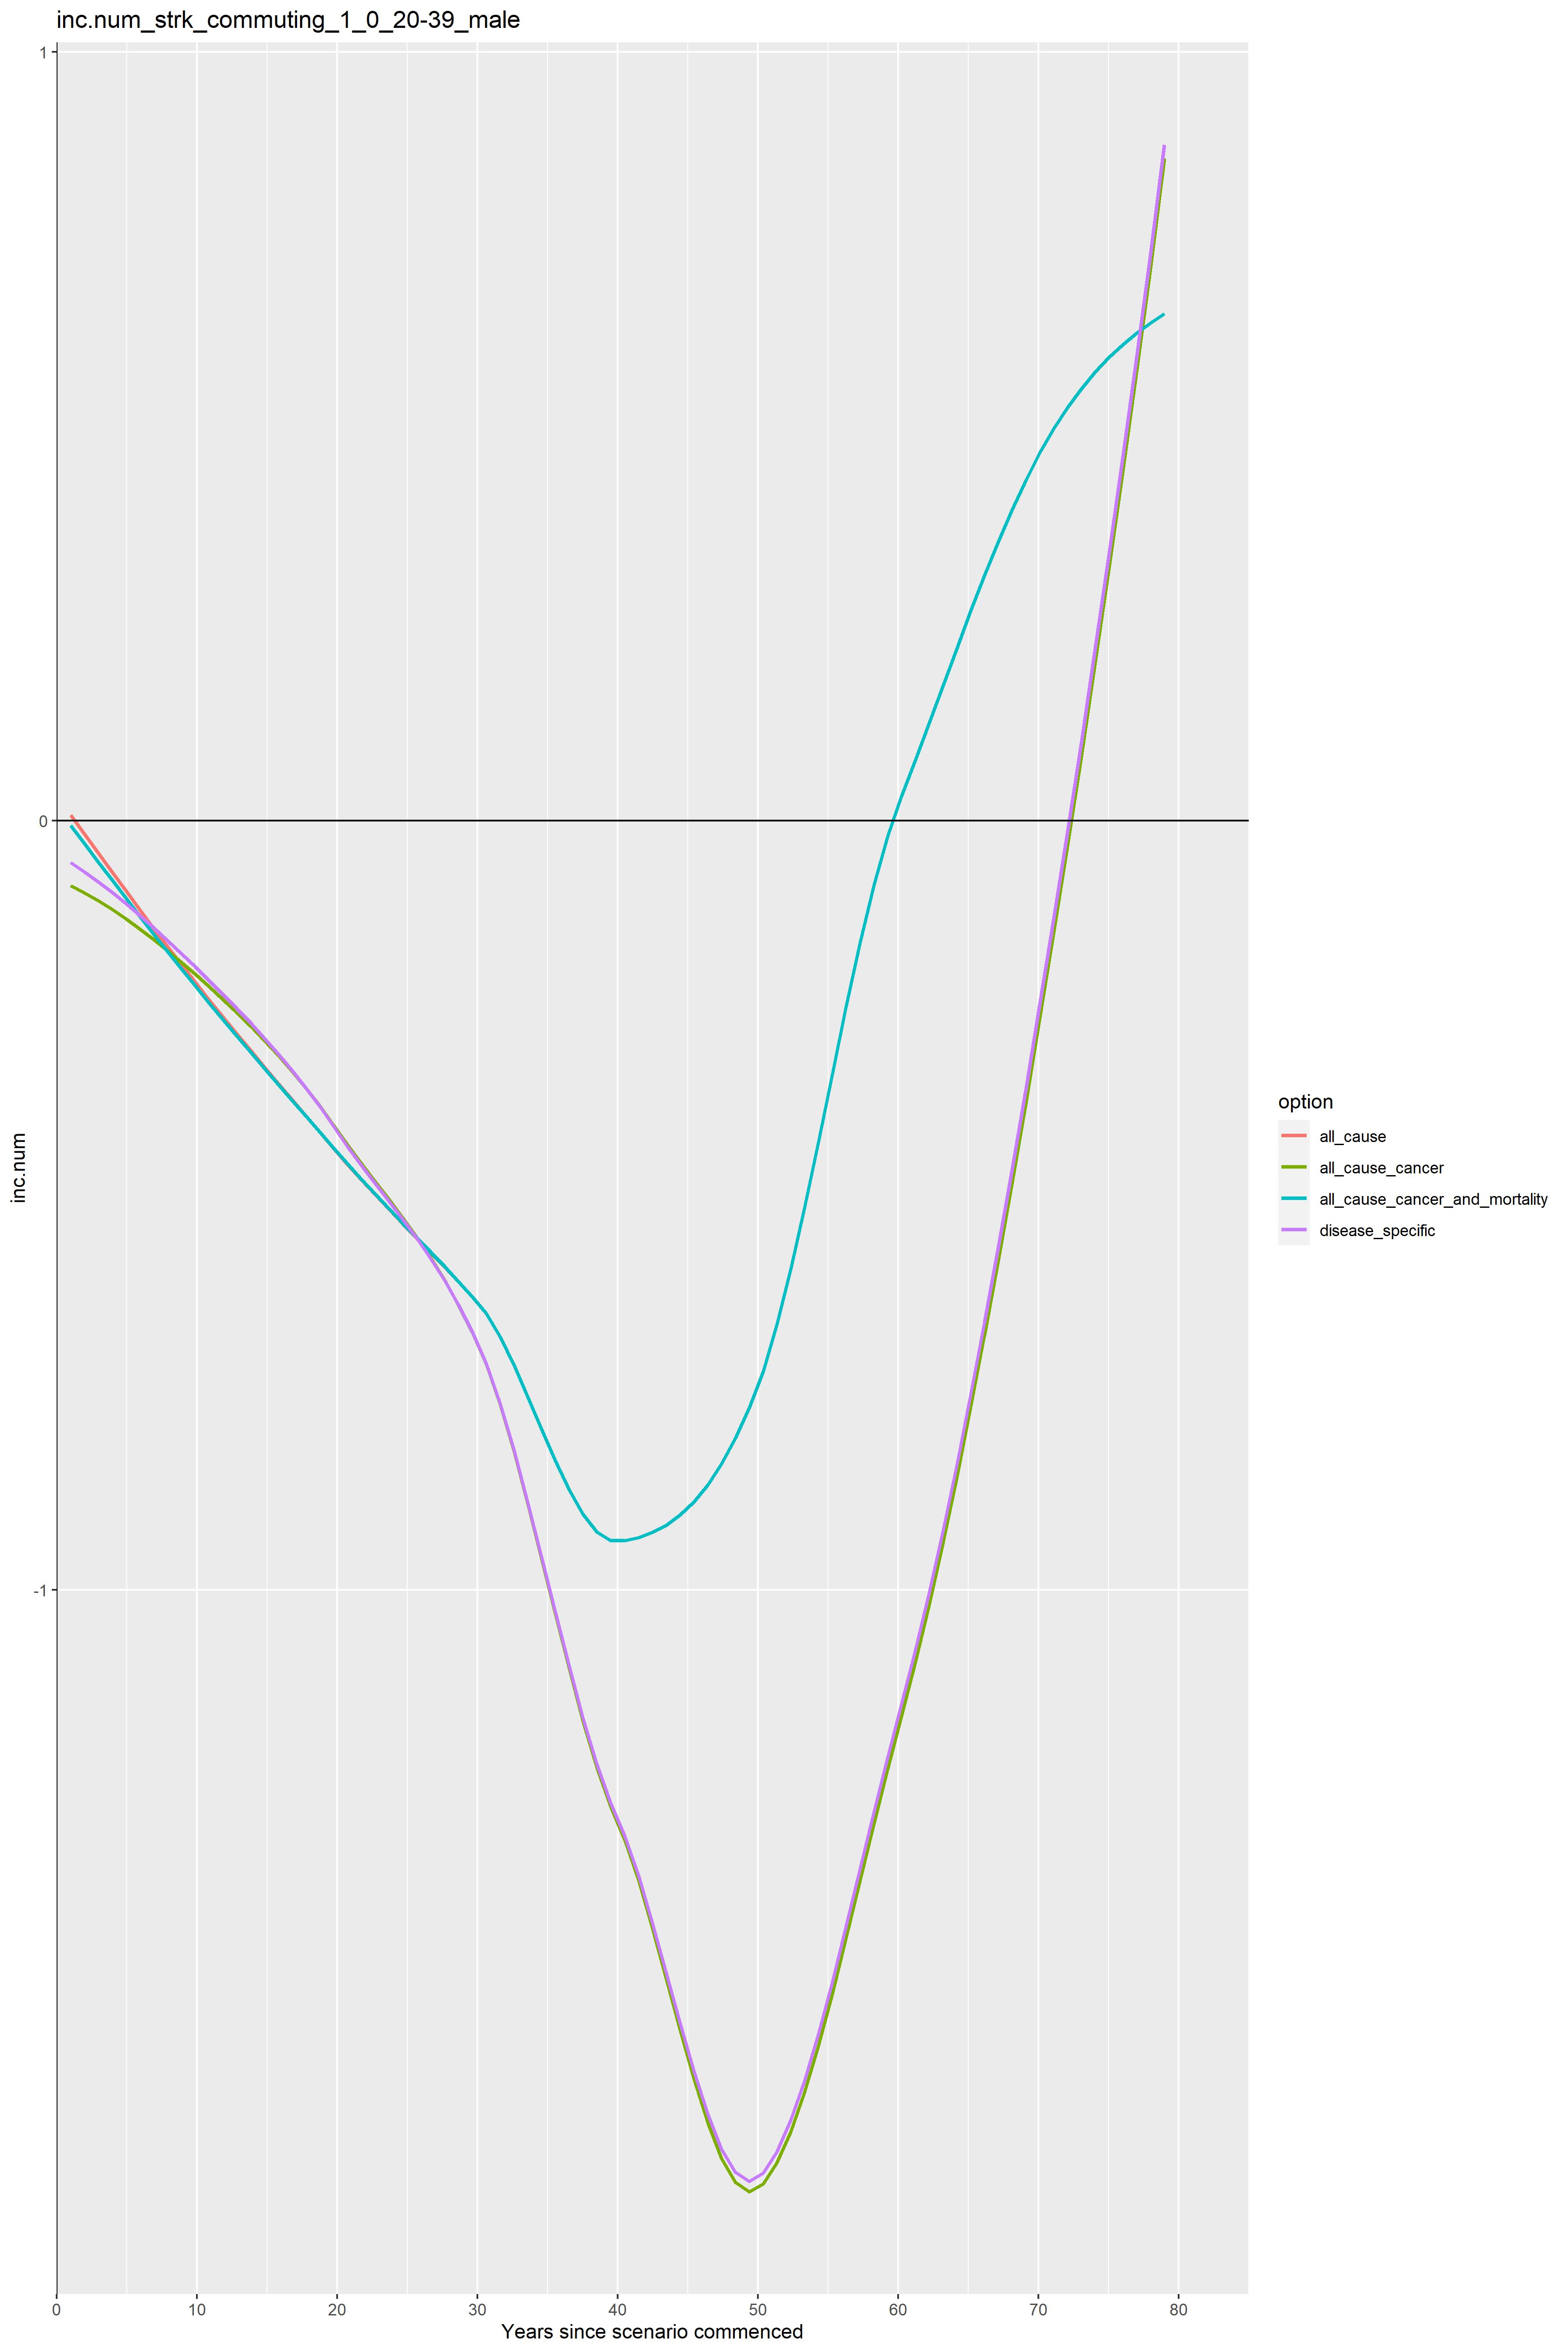 inc.num_strk_commuting_1_0_20-39_male
1
0
-1
inc.num
0 10 20 30 40 50 60 70 80
Years since scenario commenced
option
all_cause
all_cause_cancer
all_cause_cancer_and_mortality
disease_specific